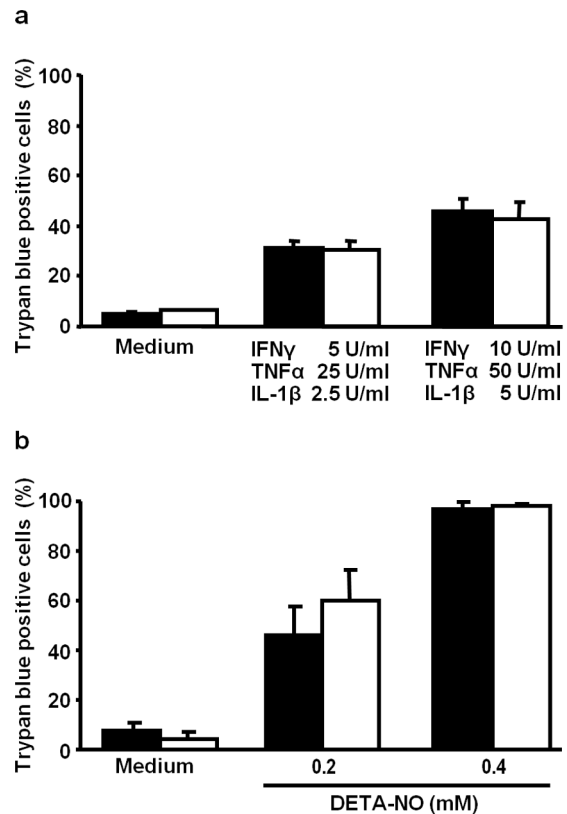 a
Trypan blue positive cells (%)
100
80
60
40
20
0
Medium
IFNγ 5 U/ml
TNFα 25 U/ml
IL-1β 2.5 U/ml
IFNγ 10 U/ml
TNFα 50 U/ml
IL-1β 5 U/ml
b
Trypan blue positive cells (%)
100
80
60
40
20
0
Medium
0.2
0.4
DETA-NO (mM)